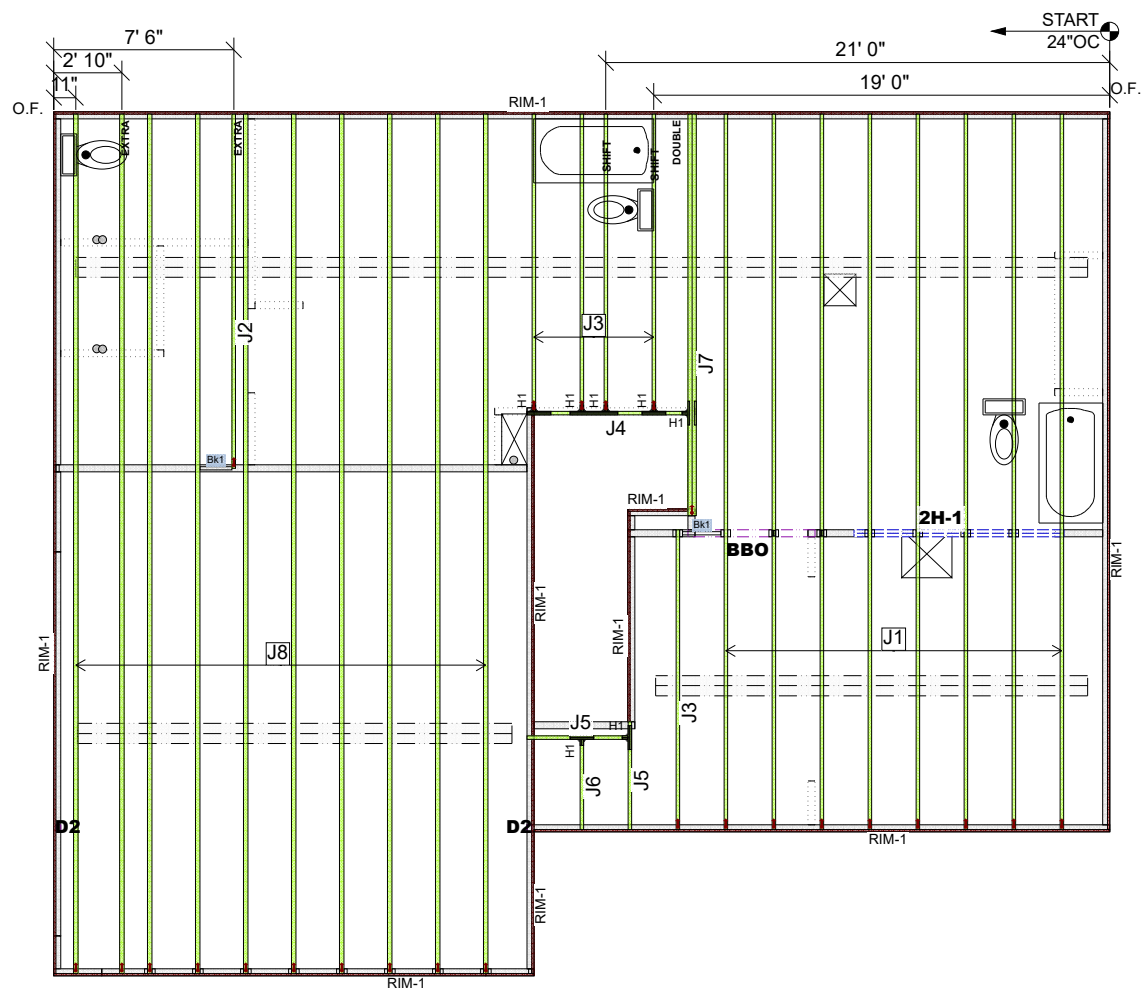 START
7' 6"
21' 0"
24"OC
2' 10"
11"
19' 0"
O.F.
O.F.
RIM-1
EXTRA
EXTRA
SHIFT
SHIFT
DOUBLE
J2
J3
J7
H1
H1
H1
H1
H1
J4
Bk1
RIM-1
2H-1
Bk1
BBO
RIM-1
RIM-1
RIM-1
RIM-1
J8
J1
J5
H1
J3
H1
J6
J5
D2
D2
RIM-1
RIM-1
RIM-1